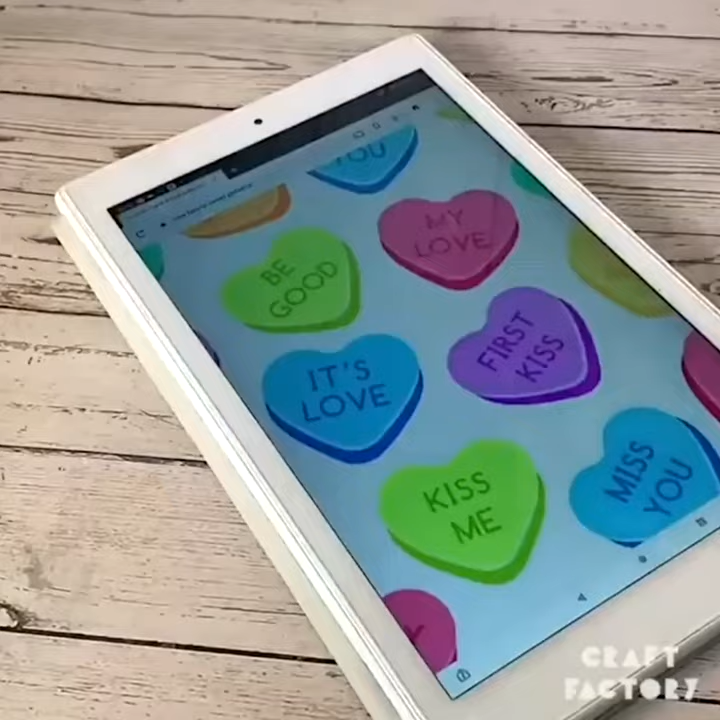 YOU
MY
LOVE
BE
GOOD
FIRST
KISS
IT'S
LOVE
MISS
YOU
KISS
ME
CRAFT
FACTORY